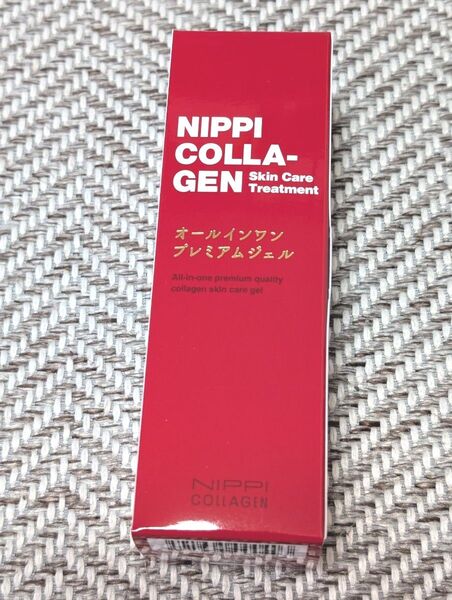 NIPPI
COLLA-
GEN Skin Care
Treatment
オールインワン
プレミアムジェル
All-in-one premium quality
collagen skin care gel
NIPPI
COLLAGEN